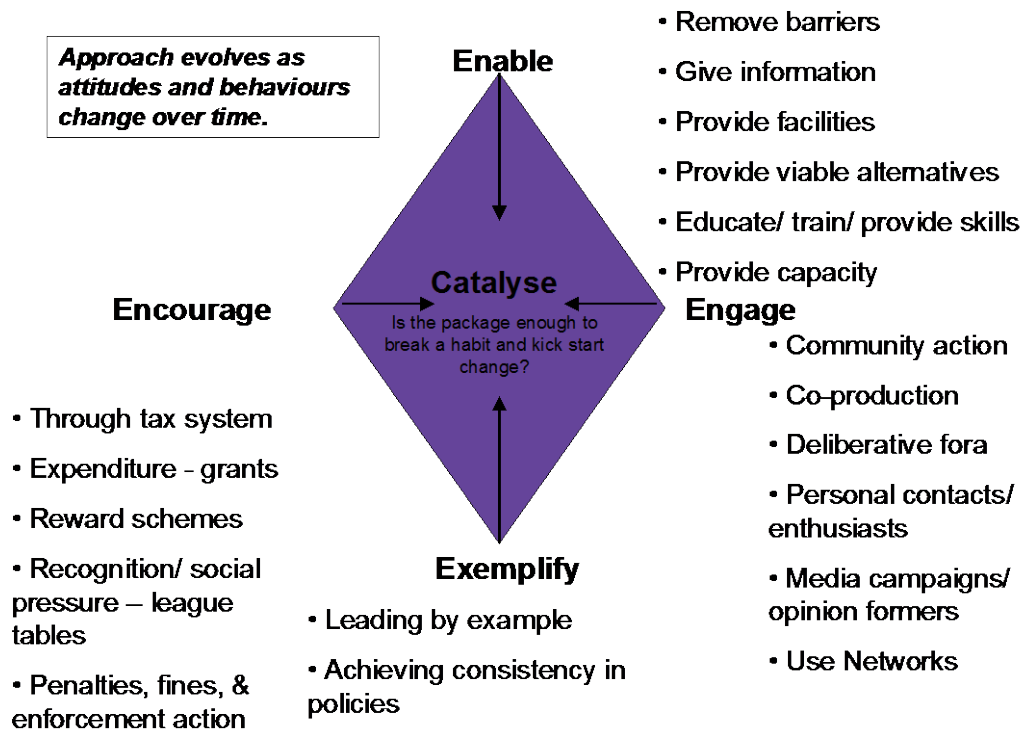 Approach evolves as
attitudes and behaviours
change over time.
Enable
• Remove barriers
• Give information
• Provide facilities
• Provide viable alternatives
• Educate/ train/ provide skills
• Provide capacity
Catalyse
Is the package enough to
break a habit and kick start
change?
Encourage
• Through tax system
• Expenditure - grants
• Reward schemes
• Recognition/ social
pressure – league
tables
• Penalties, fines, &
enforcement action
Engage
• Community action
• Co-production
• Deliberative fora
• Personal contacts/
enthusiasts
• Media campaigns/
opinion formers
• Use Networks
Exemplify
• Leading by example
• Achieving consistency in
policies